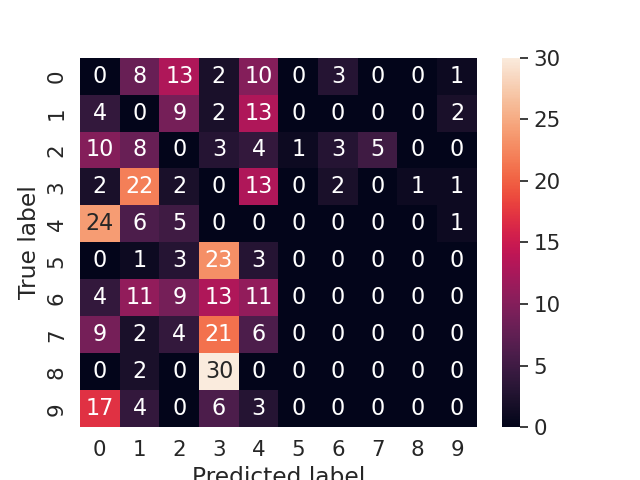 0 0 8 13 2 10 0 3 0 0 1 30
1 4 0 9 2 13 0 0 0 0 2 25
2 10 8 0 3 4 1 3 5 0 0
3 2 22 2 0 13 0 2 0 1 1 20
4 24 6 5 0 0 0 0 0 0 1 15
5 0 1 3 23 3 0 0 0 0 0
6 4 11 9 13 11 0 0 0 0 0 10
7 9 2 4 21 6 0 0 0 0 0
8 0 2 0 30 0 0 0 0 0 0 5
9 17 4 0 6 3 0 0 0 0 0 0
True label
0 1 2 3 4 5 6 7 8 9
Predicted label